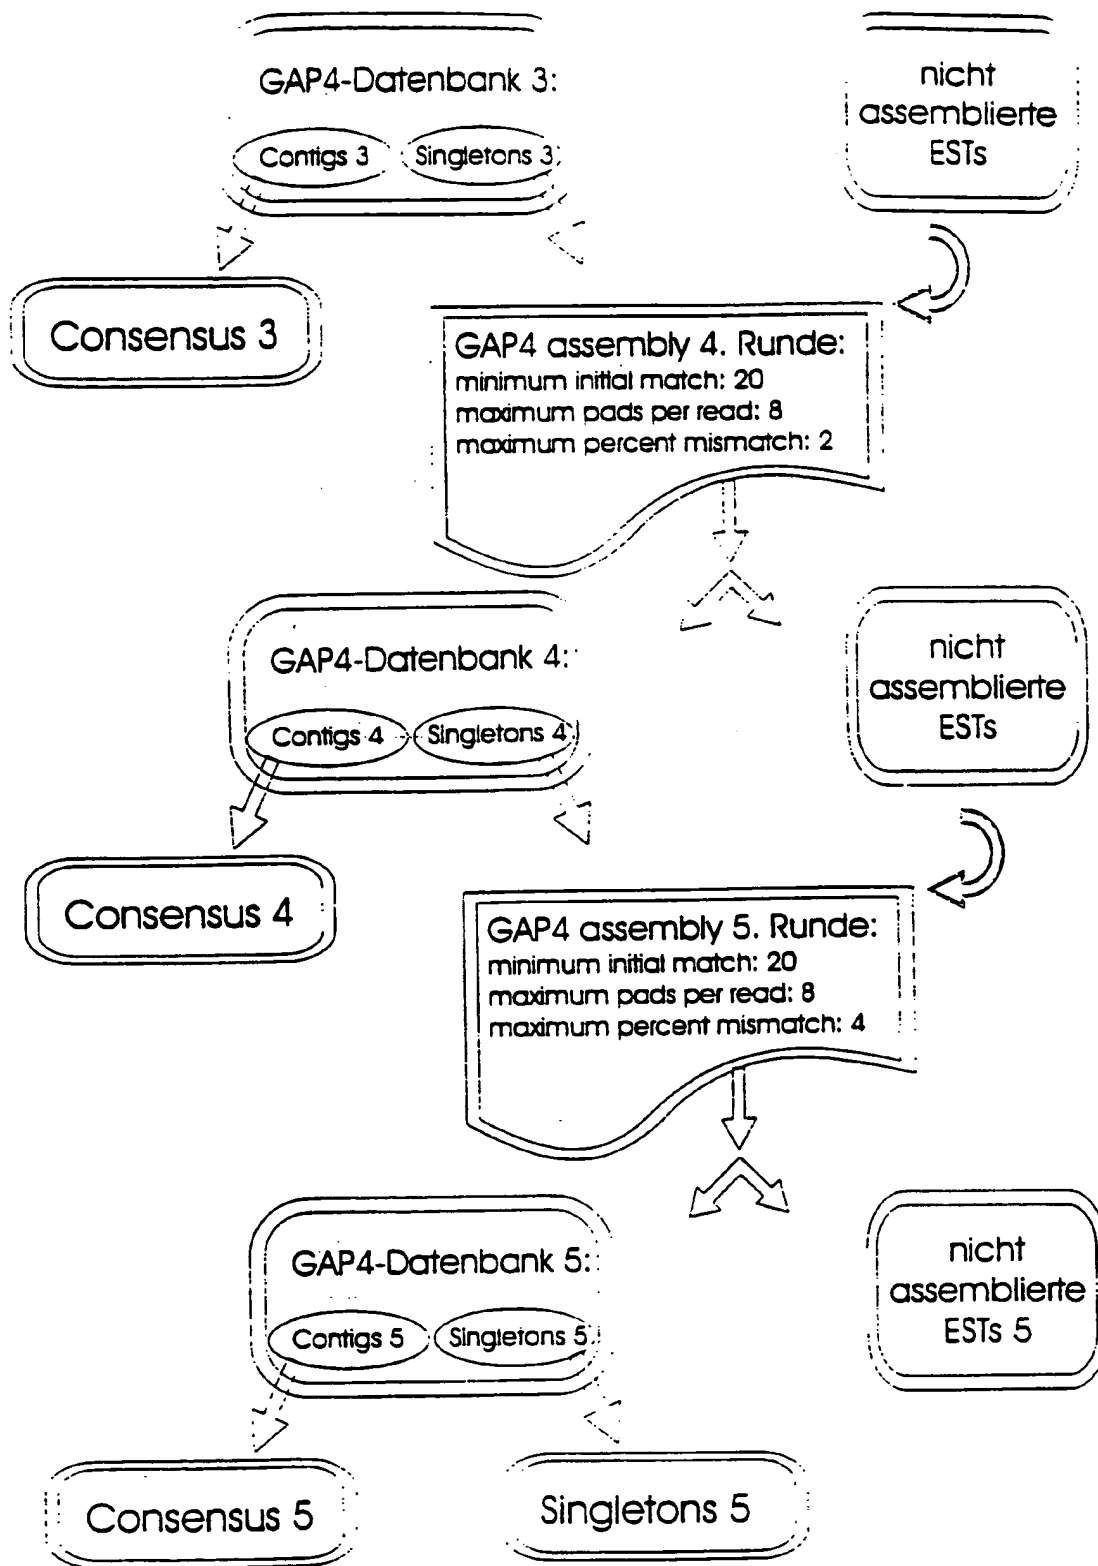 GAP4-Datenbank 3:
Contigs 3
Singletons 3
nicht
assemblierte
ESTs
Consensus 3
GAP4 assembly 4. Runde:
minimum initial match: 20
maximum pads per read: 8
maximum percent mismatch: 2
GAP4-Datenbank 4:
Contigs 4
Singletons 4
nicht
assemblierte
ESTs
Consensus 4
GAP4 assembly 5. Runde:
minimum initial match: 20
maximum pads per read: 8
maximum percent mismatch: 4
GAP4-Datenbank 5:
Contigs 5
Singletons 5
nicht
assemblierte
ESTs 5
Consensus 5
Singletons 5